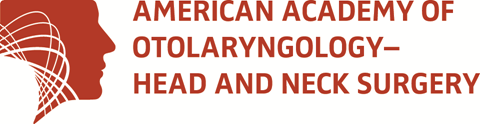 AMERICAN ACADEMY OF
OTOLARYNGOLOGY–
HEAD AND NECK SURGERY